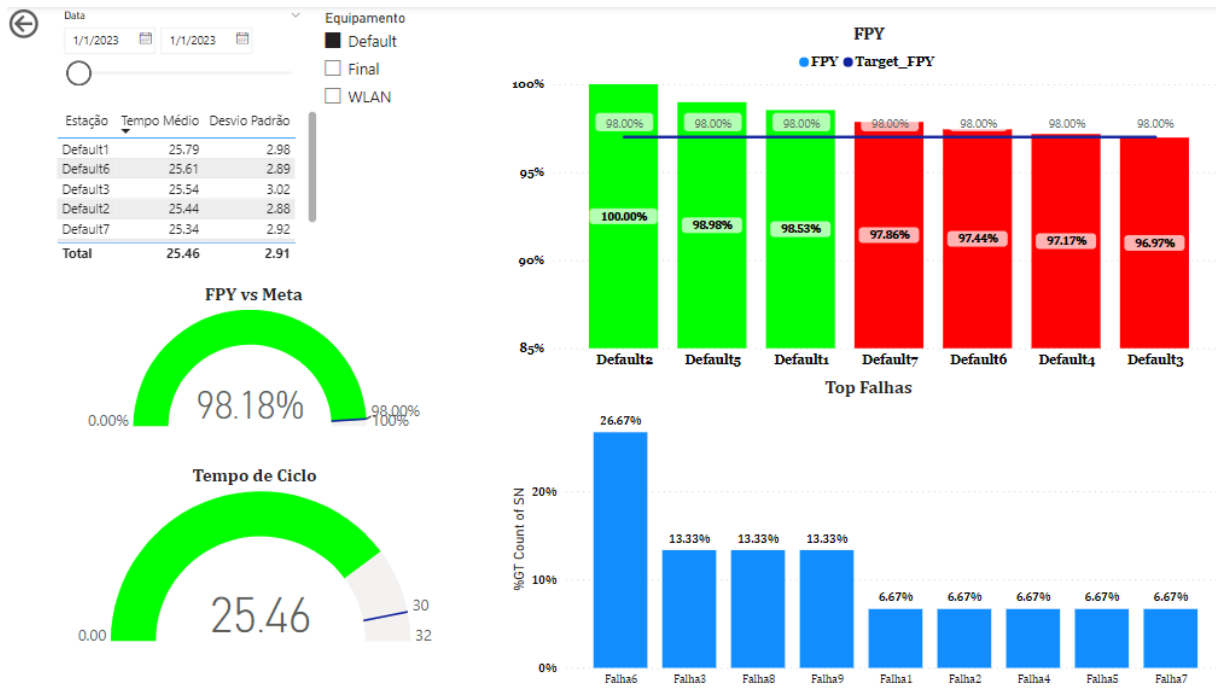 Data
1/1/2023 1/1/2023
Equipamento
Default
Final
WLAN
Estação Tempo Médio Desvio Padrão
Default1 25.79 2.98
Default6 25.61 2.89
Default3 25.54 3.02
Default2 25.44 2.88
Default7 25.34 2.92
Total 25.46 2.91
FPY vs Meta
98.18%
0.00%
98.00%
100%
Tempo de Ciclo
25.46
0.00
30
32
FPY
FPY Target_FPY
100%
95%
90%
85%
98.00% 98.00% 98.00% 98.00% 98.00% 98.00% 98.00%
100.00% 98.98% 98.53% 97.86% 97.44% 97.17% 96.97%
Default2 Default5 Default1 Default7 Default6 Default4 Default3
Top Falhas
%GT Count of SN
20%
10%
0%
26.67% 13.33% 13.33% 13.33% 6.67% 6.67% 6.67% 6.67% 6.67%
Falha6 Falha3 Falha8 Falha9 Falha1 Falha2 Falha4 Falha5 Falha7